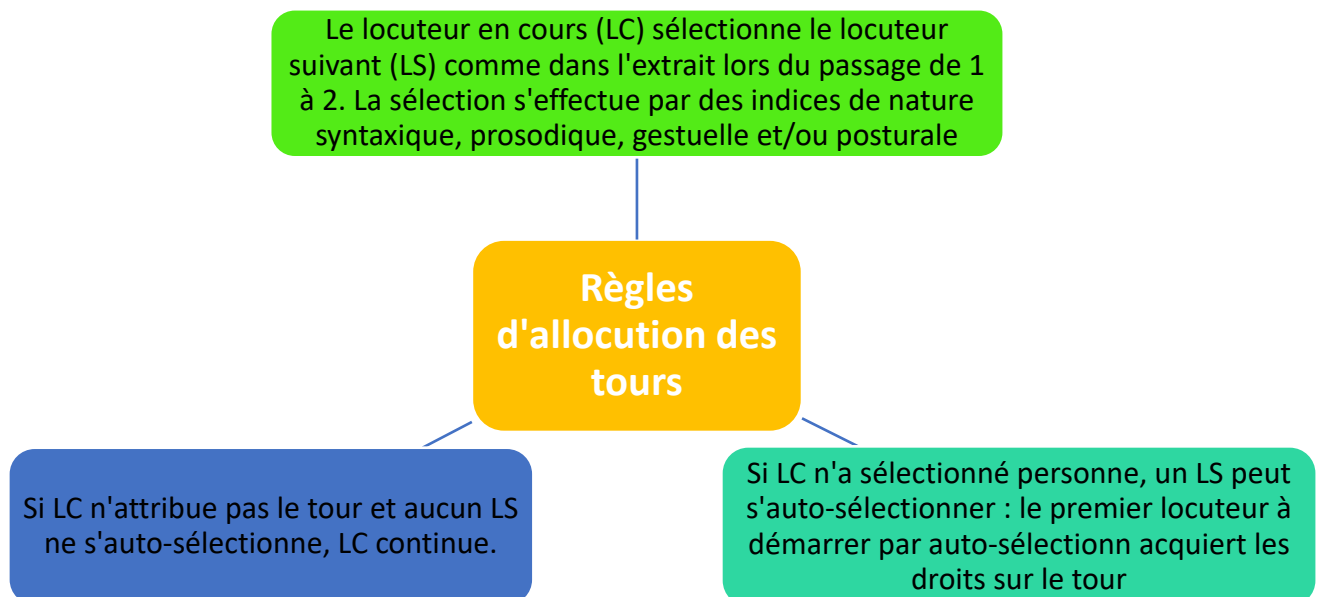 Le locuteur en cours (LC) sélectionne le locuteur
suivant (LS) comme dans l'extrait lors du passage de 1
à 2. La sélection s'effectue par des indices de nature
syntaxique, prosodique, gestuelle et/ou posturale
Règles
d'allocution des
tours
Si LC n'attribue pas le tour et aucun LS
ne s'auto-sélectionne, LC continue.
Si LC n'a sélectionné personne, un LS peut
s'auto-sélectionner : le premier locuteur à
démarrer par auto-sélectionn acquiert les
droits sur le tour